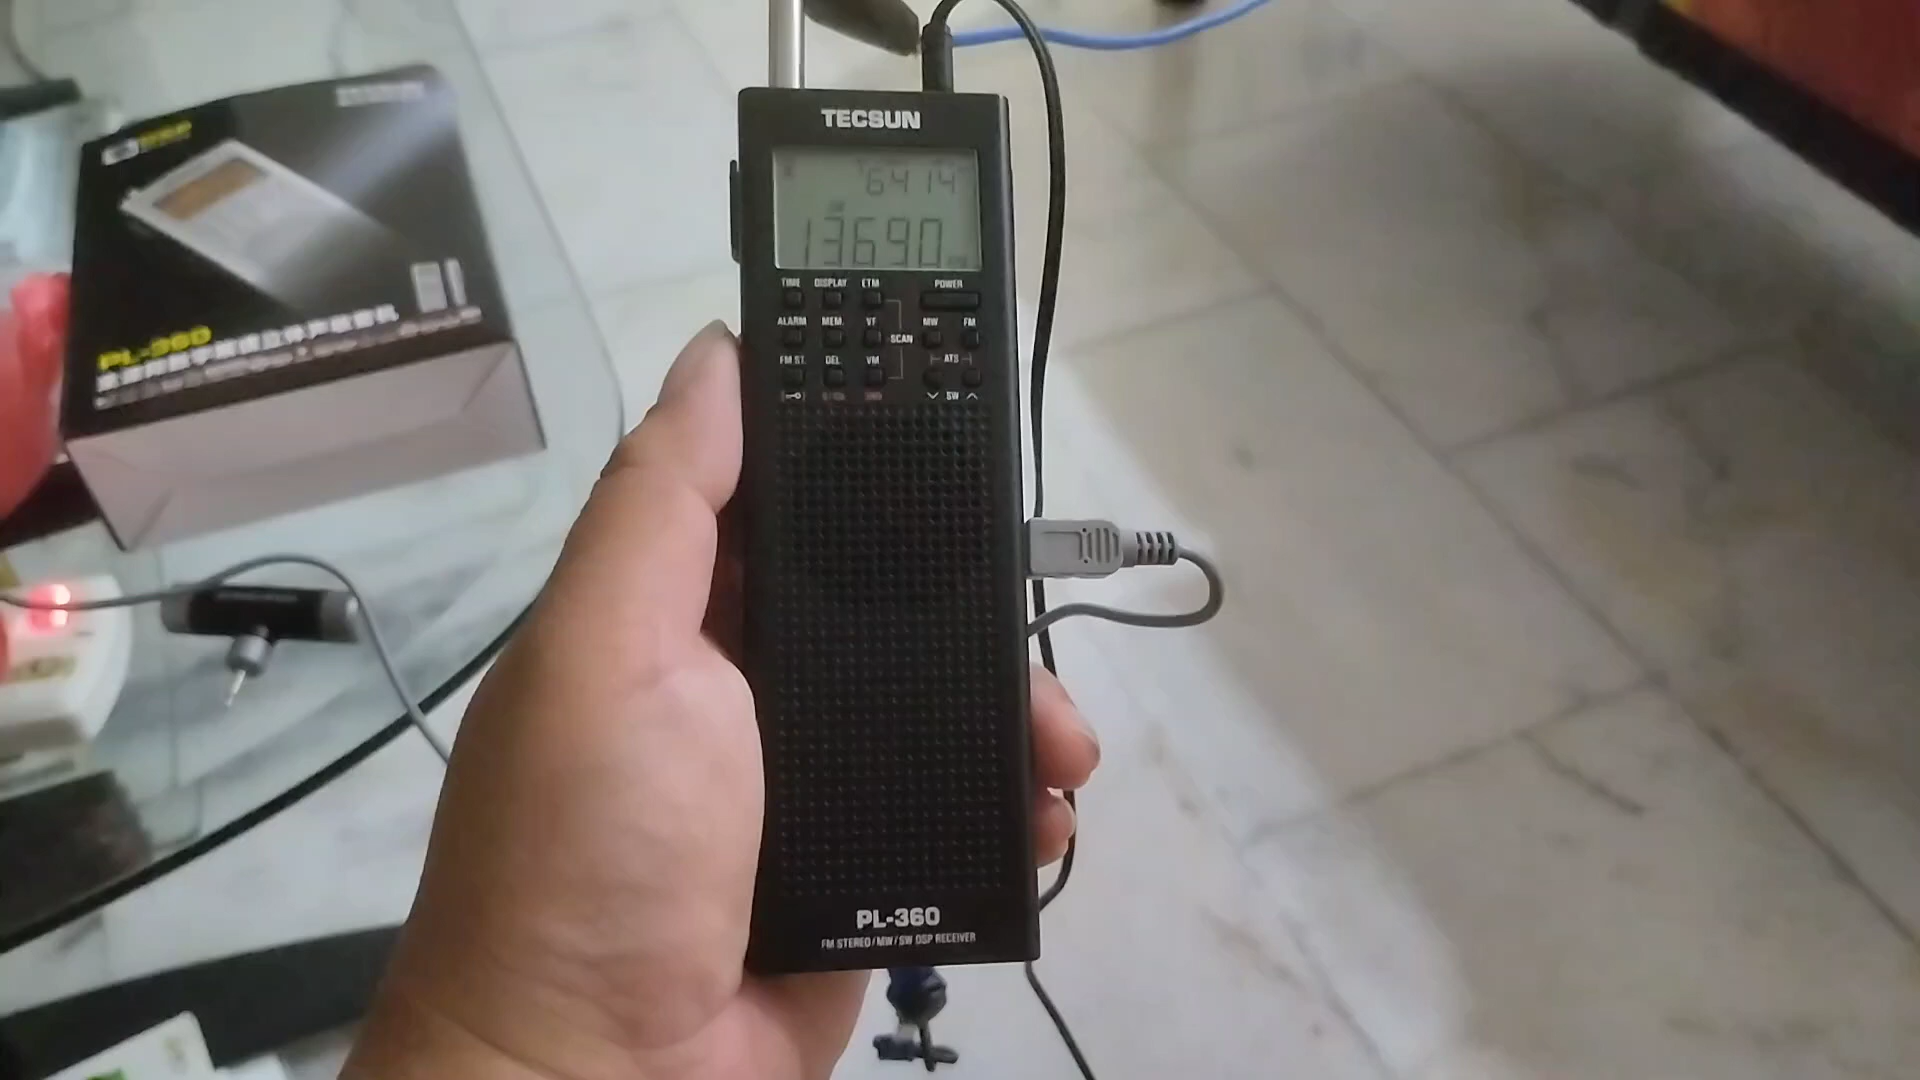 TECSUN
6414
13690
TIME DISPLAY ETM POWER
ALARM MEM. VF SCAN MW FM
FM ST. DEL VM ATS
SW
PL-360
FM STEREO/MW/SW DSP RECEIVER
DSP
PL-360